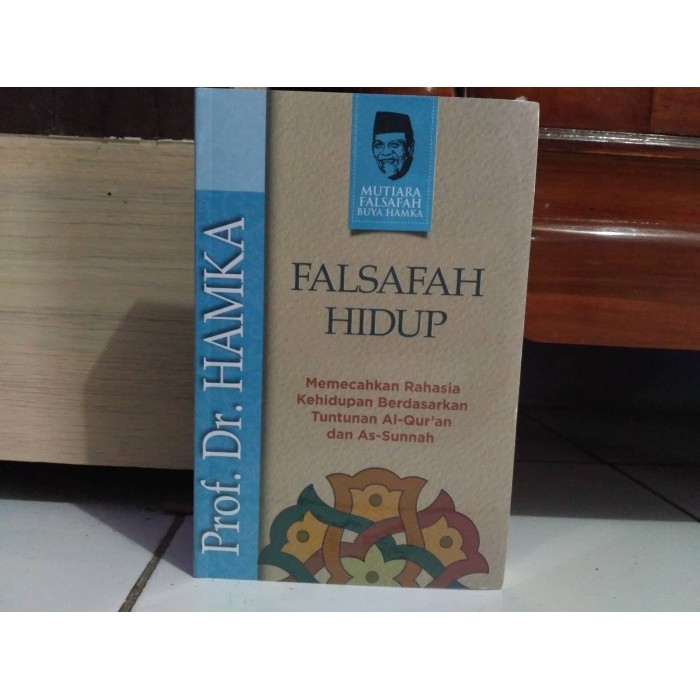 MUTIARA
FALSAFAH
BUYA HAMKA
FALSAFAH
HIDUP
Memecahkan Rahasia
Kehidupan Berdasarkan
Tuntunan Al-Qur'an
dan As-Sunnah
Prof. Dr. HAMKA